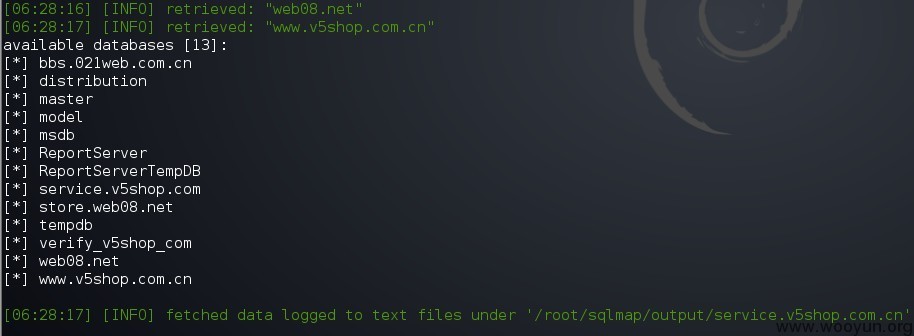 [06:28:16] [INFO] retrieved: "web08.net"
[06:28:17] [INFO] retrieved: "www.v5shop.com.cn"
available databases [13]:
[*] bbs.021web.com.cn
[*] distribution
[*] master
[*] model
[*] msdb
[*] ReportServer
[*] ReportServerTempDB
[*] service.v5shop.com
[*] store.web08.net
[*] tempdb
[*] verify_v5shop_com
[*] web08.net
[*] www.v5shop.com.cn
[06:28:17] [INFO] fetched data logged to text files under '/root/sqlmap/output/service.v5shop.com.cn'
www.wooyun.org